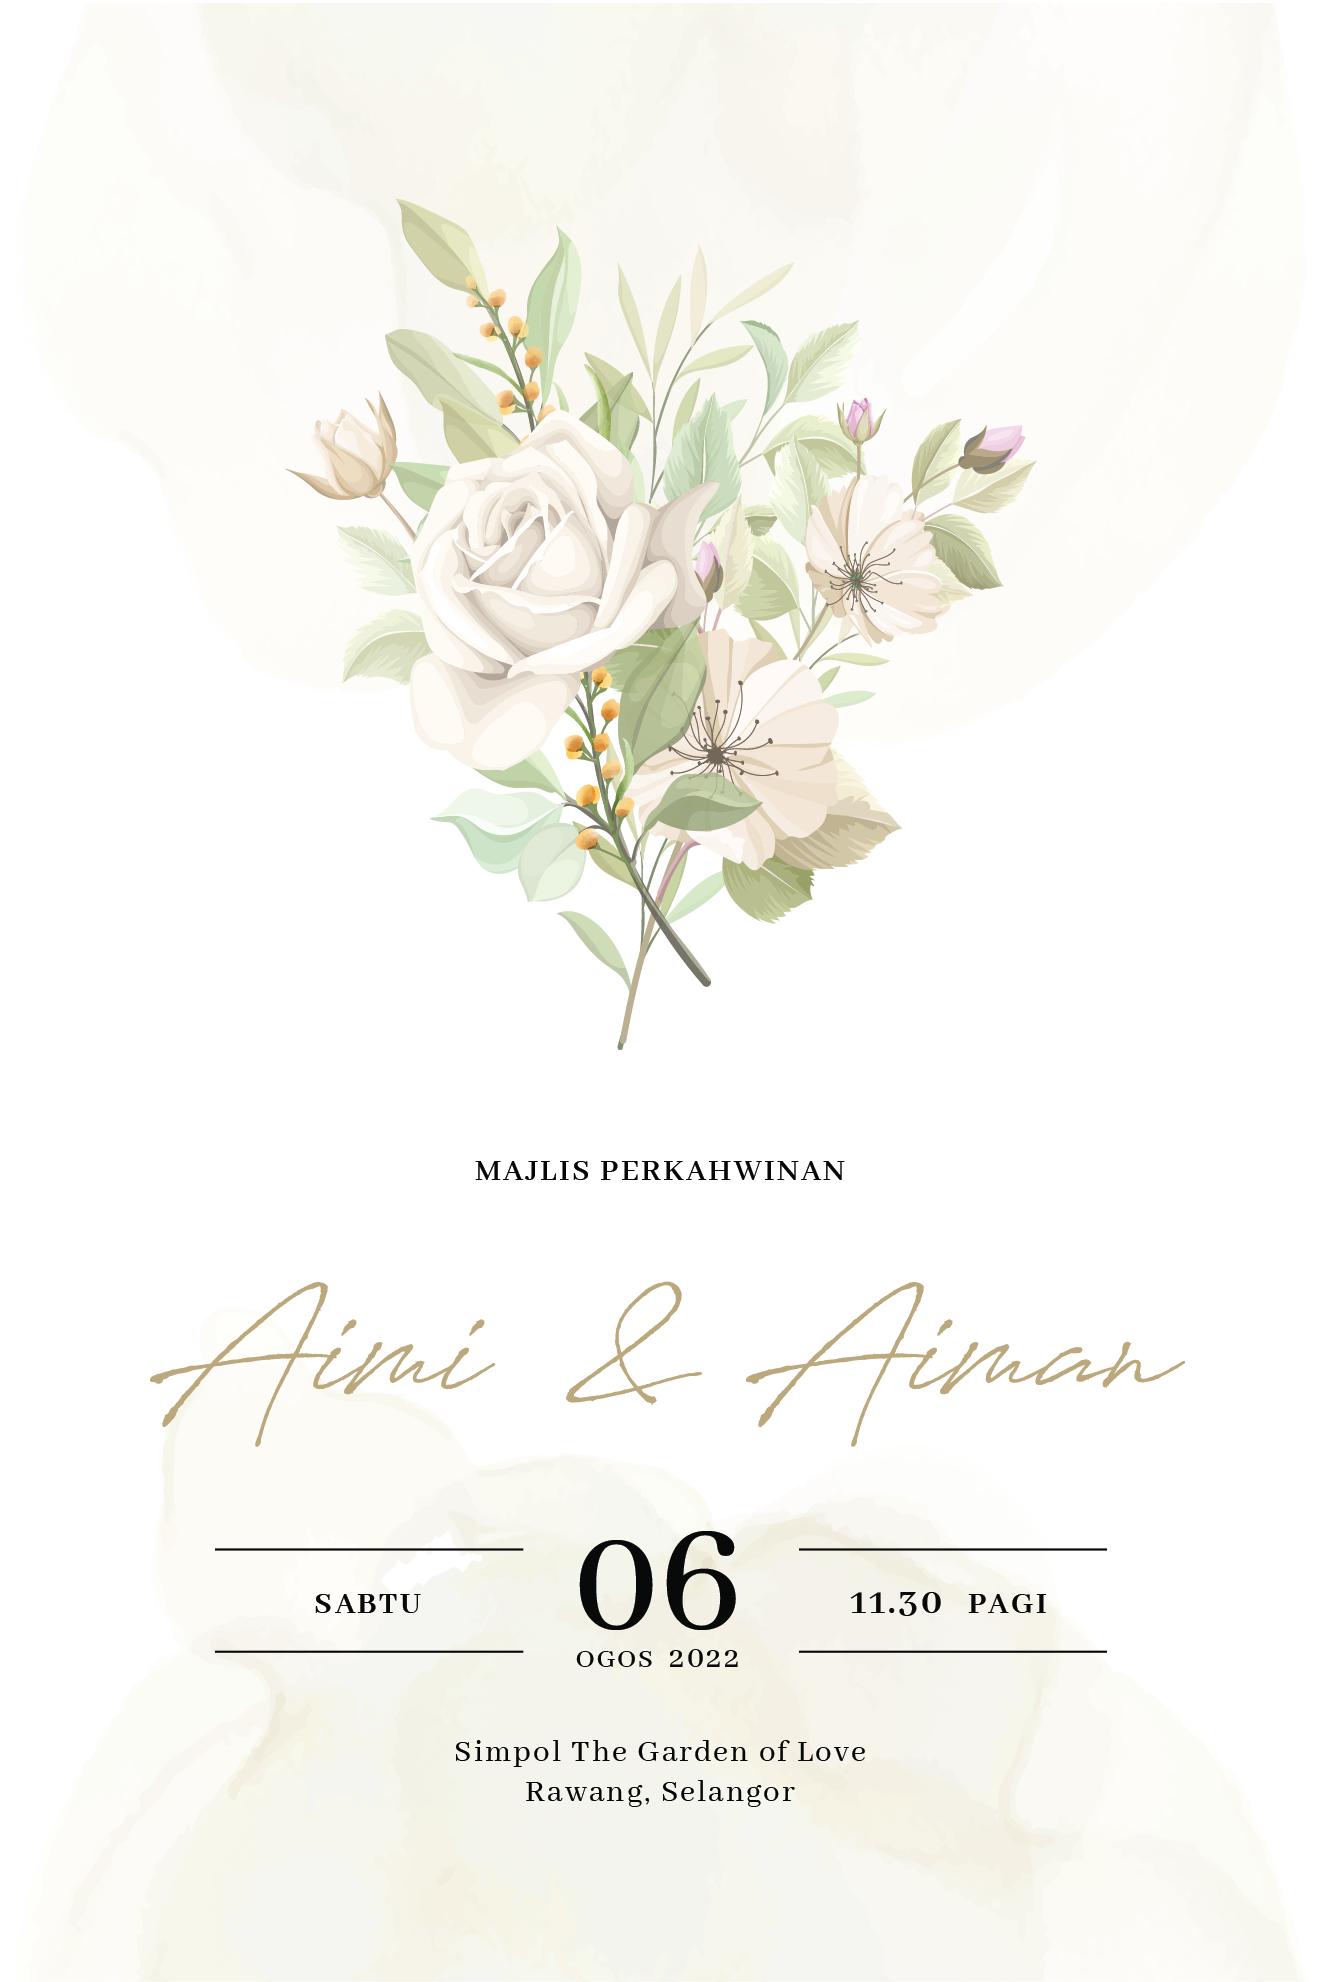 MAJLIS PERKAHWINAN
Aimi & Aiman
SABTU
06
OGOS 2022
11.30 PAGI
Simpol The Garden of Love
Rawang, Selangor